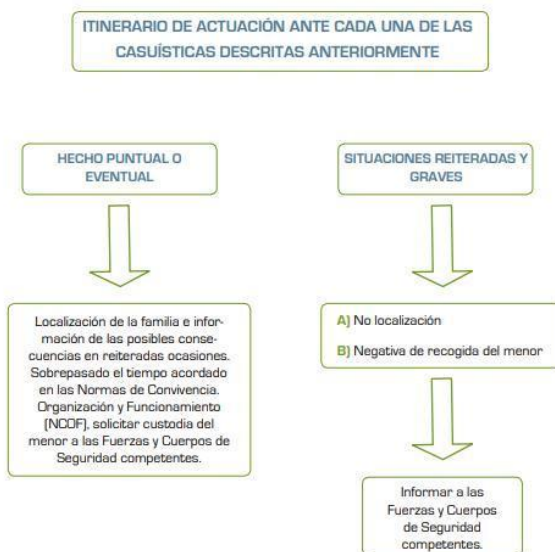 ITINERARIO DE ACTUACIÓN ANTE CADA UNA DE LAS
CASUÍSTICAS DESCRITAS ANTERIORMENTE
HECHO PUNTUAL O
EVENTUAL
Localización de la familia e infor-
mación de las posibles conse-
cuencias en reiteradas ocasiones.
Sobrepasado el tiempo acordado
en las Normas de Convivencia.
Organización y Funcionamiento
(NCOF), solicitar custodia del
menor a las Fuerzas y Cuerpos de
Seguridad competentes.
SITUACIONES REITERADAS Y
GRAVES
A) No localización
B) Negativa de recogida del menor
Informar a las
Fuerzas y Cuerpos
de Seguridad
competentes.